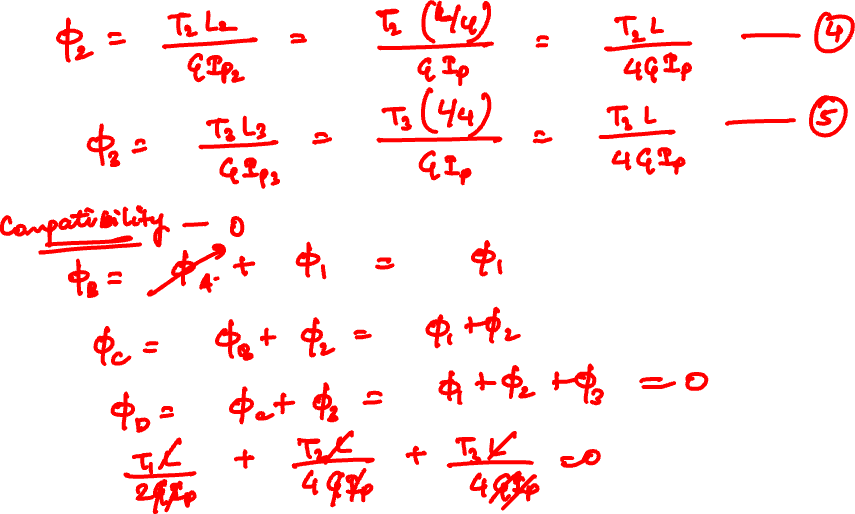 ϕ₂ = T₂L₂/GIp₂ = T₂(L/4)/GIp = T₂L/4GIp — ④
ϕ₃ = T₃L₃/GIp₃ = T₃(L/4)/GIp = T₃L/4GIp — ⑤
Compatibility – 0
ϕB = ϕA + ϕ₁ = ϕ₁
ϕC = ϕB + ϕ₂ = ϕ₁ + ϕ₂
ϕD = ϕC + ϕ₃ = ϕ₁ + ϕ₂ + ϕ₃ = 0
T₁L/2GIp + T₂L/4GIp + T₃L/4GIp = 0